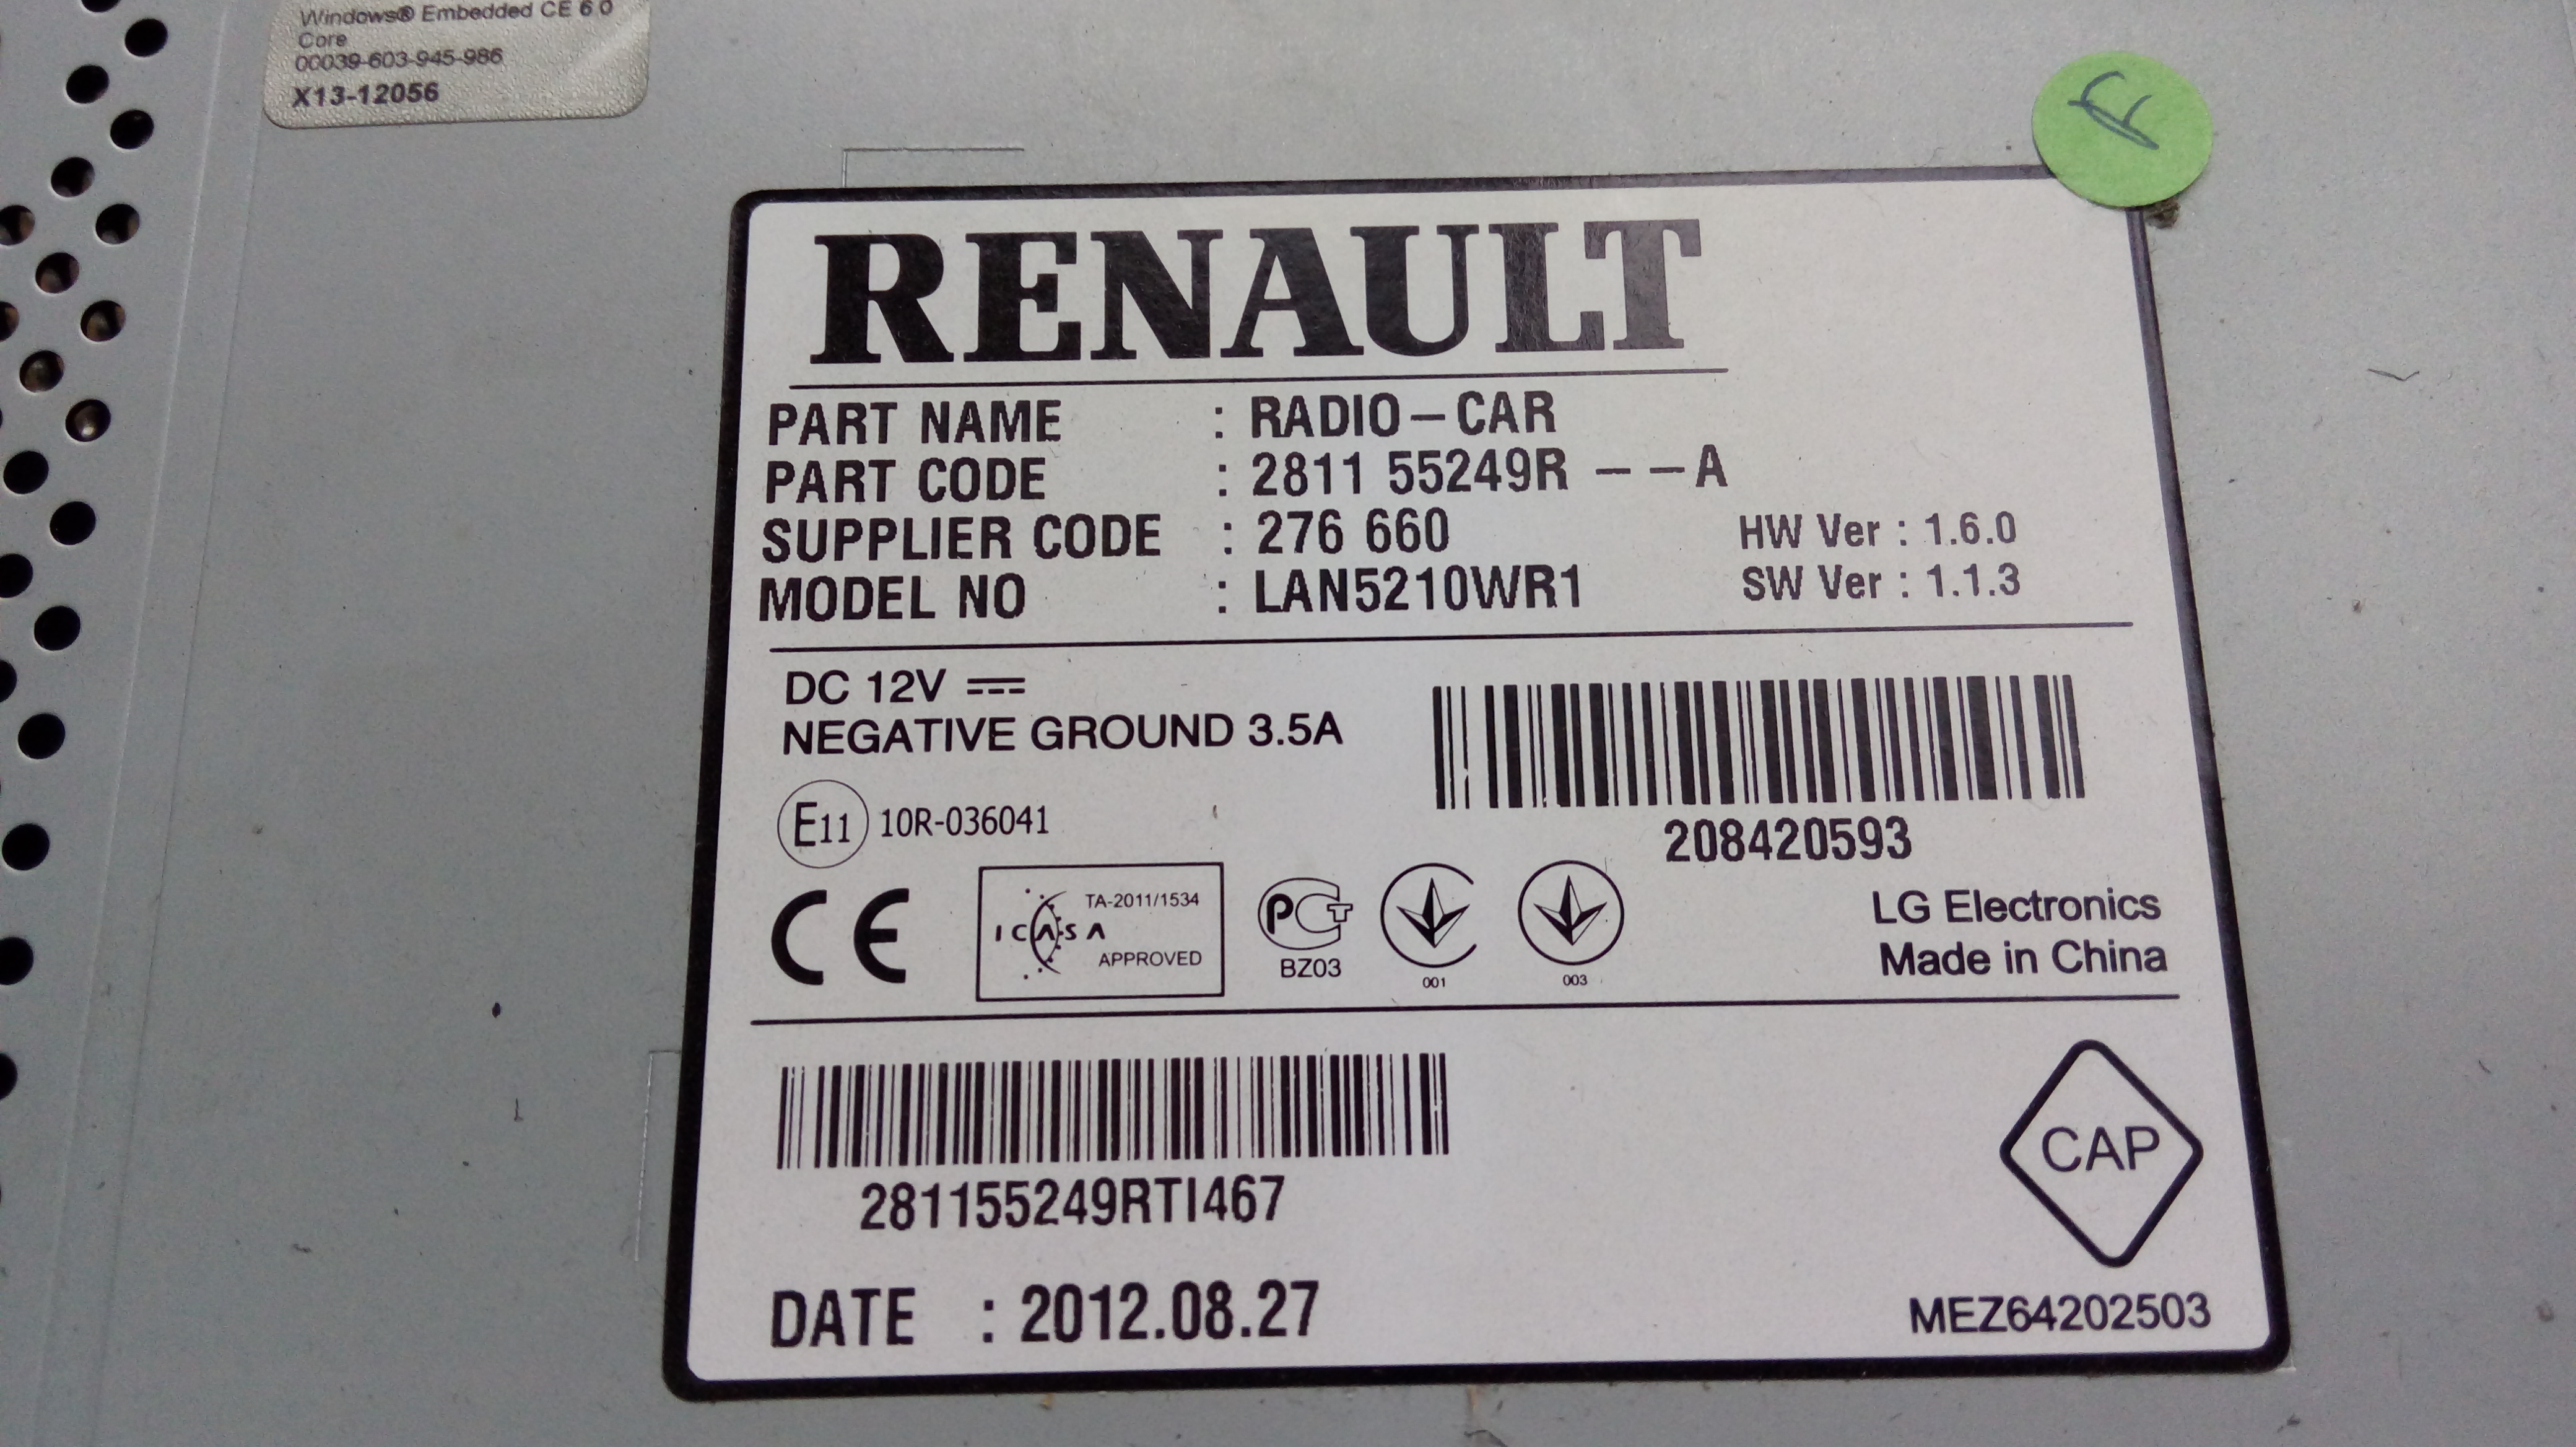 Windows® Embedded CE 6.0
Core
00039-603-945-986
X13-12056
RENAULT
PART NAME : RADIO-CAR
PART CODE : 2811 55249R --A
SUPPLIER CODE : 276 660
HW Ver : 1.6.0
MODEL NO : LAN5210WR1
SW Ver : 1.1.3
DC 12V
NEGATIVE GROUND 3.5A
E11 10R-036041
208420593
CE
TA-2011/1534
ICASA
APPROVED
РСТ
BZ03
001
003
LG Electronics
Made in China
281155249RTI467
CAP
DATE : 2012.08.27
MEZ64202503